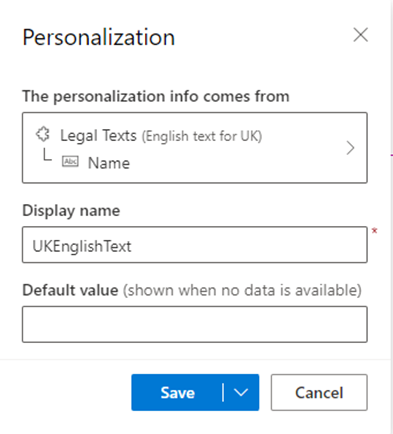 Personalization
The personalization info comes from
Legal Texts (English text for UK)
Abc Name
Display name
UKEnglishText
*
Default value (shown when no data is available)
Save
Cancel